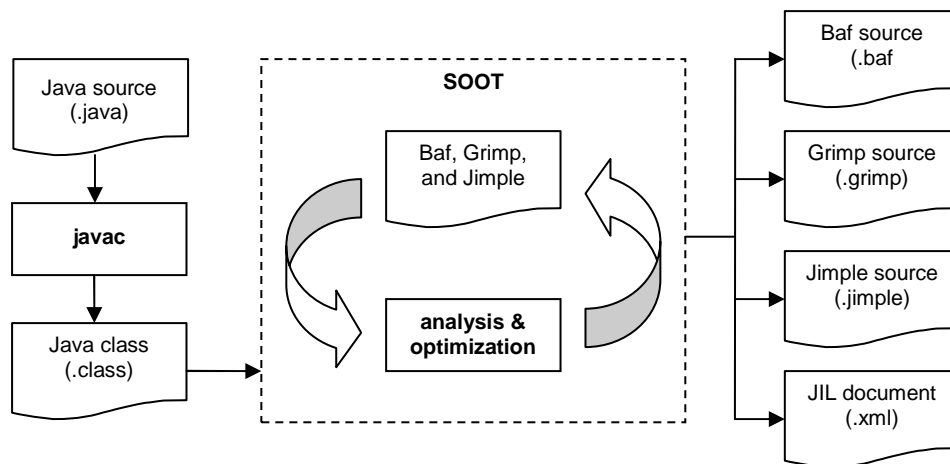 Java source
(.java)
javac
Java class
(.class)
SOOT
Baf, Grimp,
and Jimple
analysis &
optimization
Baf source
(.baf
Grimp source
(.grimp)
Jimple source
(.jimple)
JIL document
(.xml)